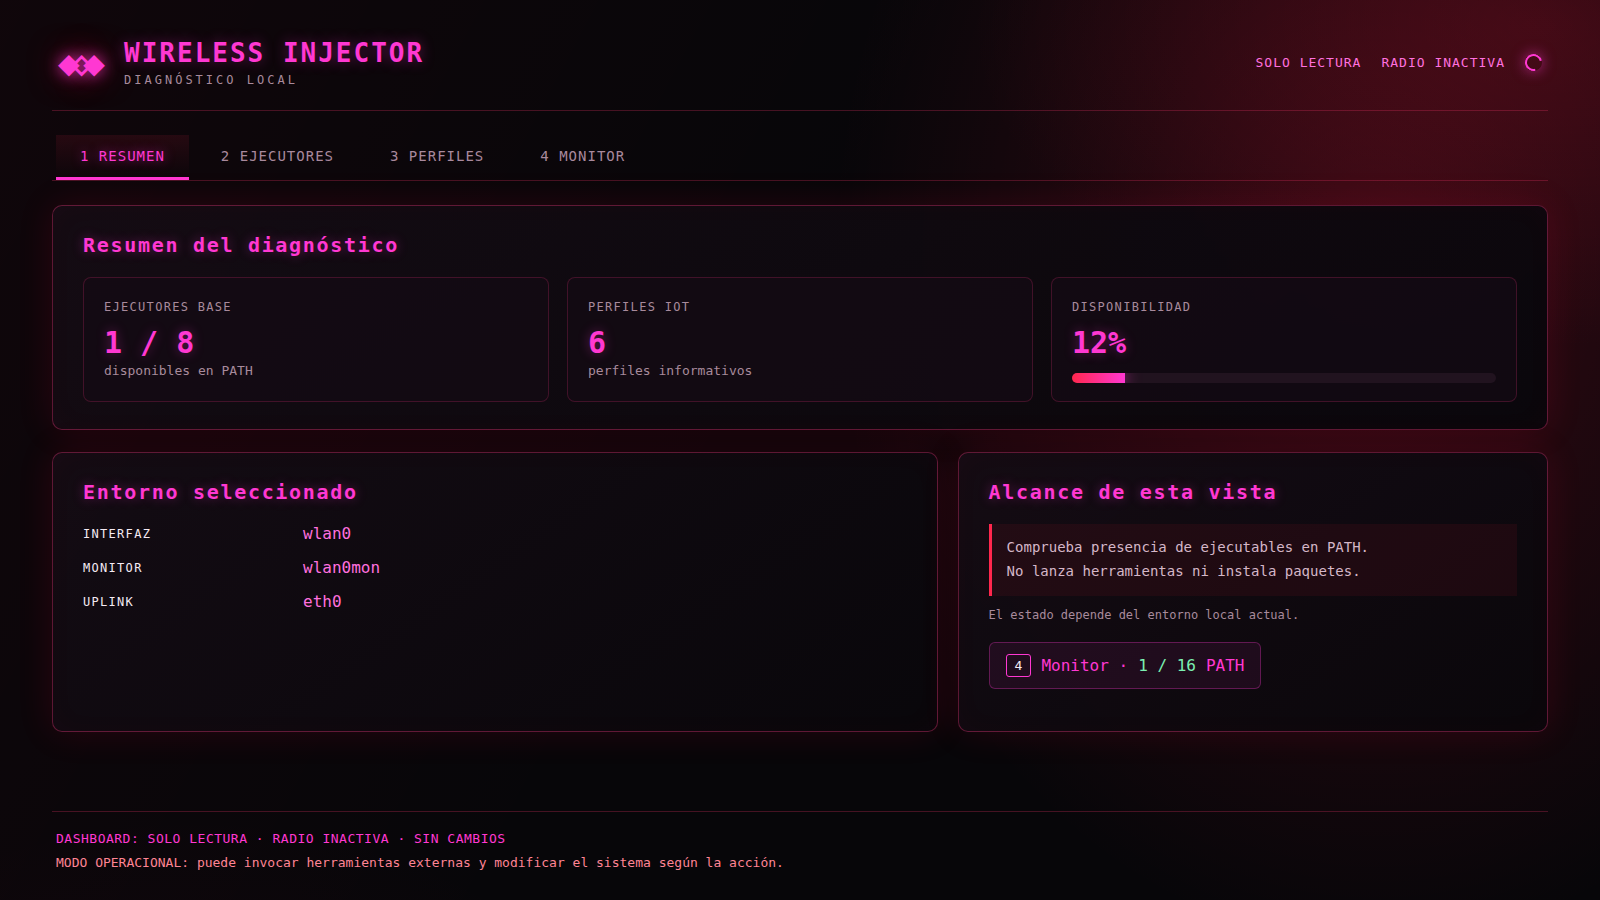 WIRELESS INJECTOR
DIAGNÓSTICO LOCAL
SOLO LECTURA RADIO INACTIVA
1 RESUMEN 2 EJECUTORES 3 PERFILES 4 MONITOR
Resumen del diagnóstico
EJECUTORES BASE
1 / 8
disponibles en PATH
PERFILES IOT
6
perfiles informativos
DISPONIBILIDAD
12%
Entorno seleccionado
INTERFAZ wlan0
MONITOR wlan0mon
UPLINK eth0
Alcance de esta vista
Comprueba presencia de ejecutables en PATH.
No lanza herramientas ni instala paquetes.
El estado depende del entorno local actual.
4 Monitor · 1 / 16 PATH
DASHBOARD: SOLO LECTURA · RADIO INACTIVA · SIN CAMBIOS
MODO OPERACIONAL: puede invocar herramientas externas y modificar el sistema según la acción.